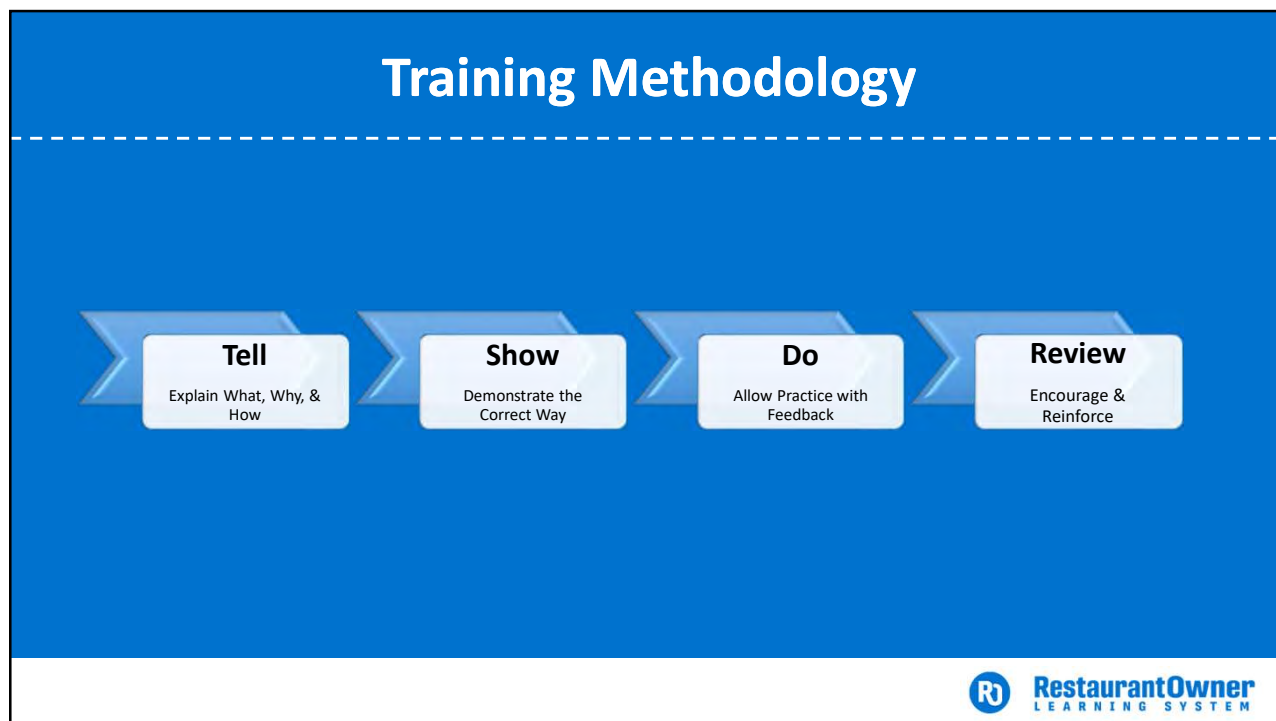 Training Methodology
Tell
Explain What, Why, &
How
Show
Demonstrate the
Correct Way
Do
Allow Practice with
Feedback
Review
Encourage &
Reinforce
RO RestaurantOwner
LEARNING SYSTEM